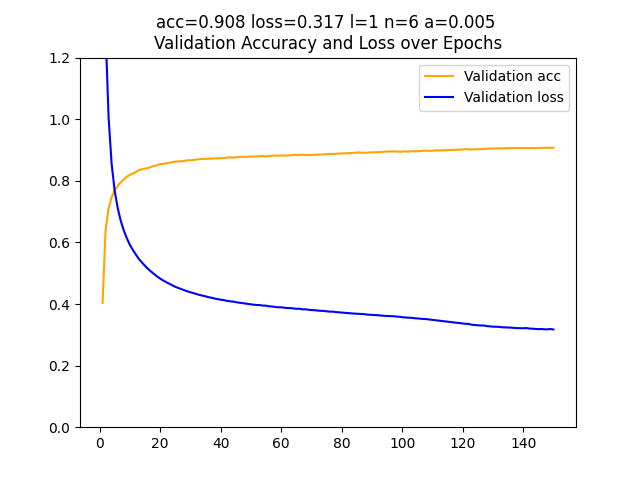 acc=0.908 loss=0.317 l=1 n=6 a=0.005
Validation Accuracy and Loss over Epochs
Validation acc
Validation loss
1.2
1.0
0.8
0.6
0.4
0.2
0.0
0 20 40 60 80 100 120 140